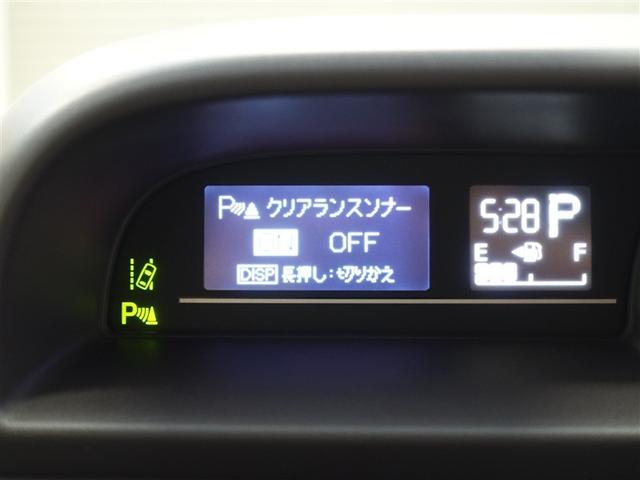 P クリアランスソナー
ON OFF
DISP 長押し:切りかえ
5:28 P
E F
P